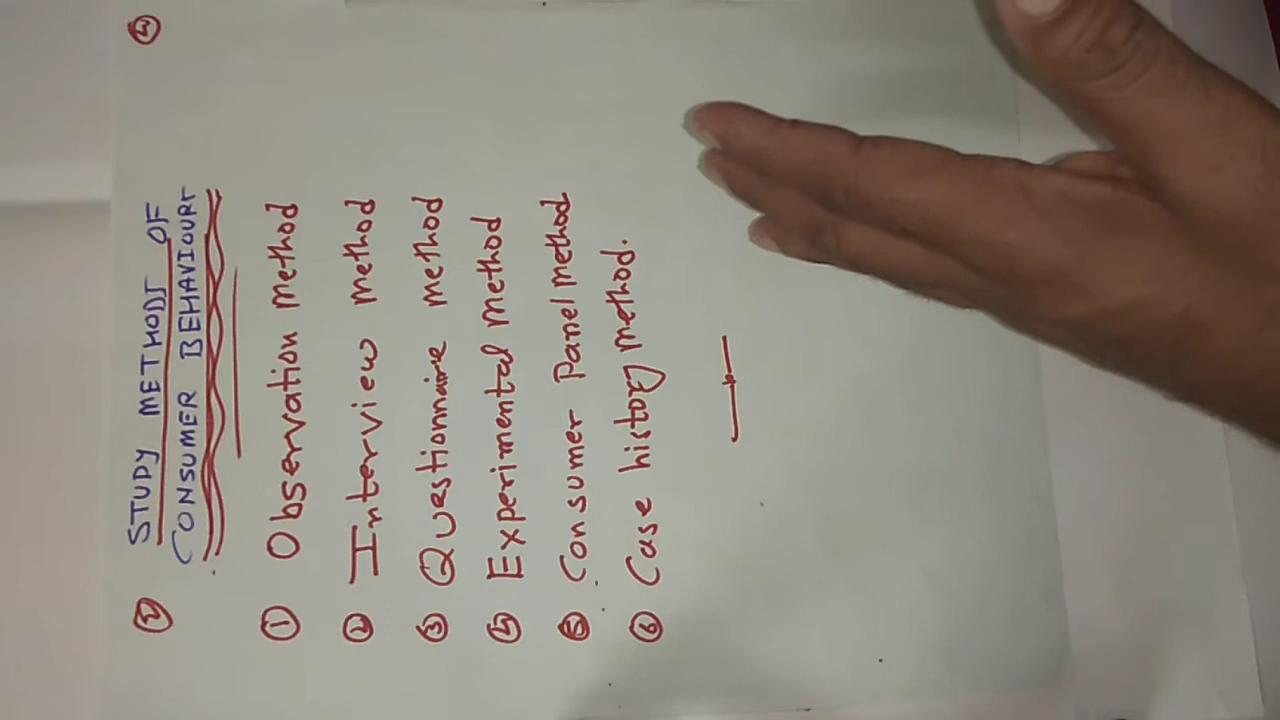 STUDY METHODS OF
CONSUMER BEHAVIOUR
① Observation Method
② Interview method
③ Questionnaire method
④ Experimental Method
⑤ Consumer Panel Method
⑥ Case history method.